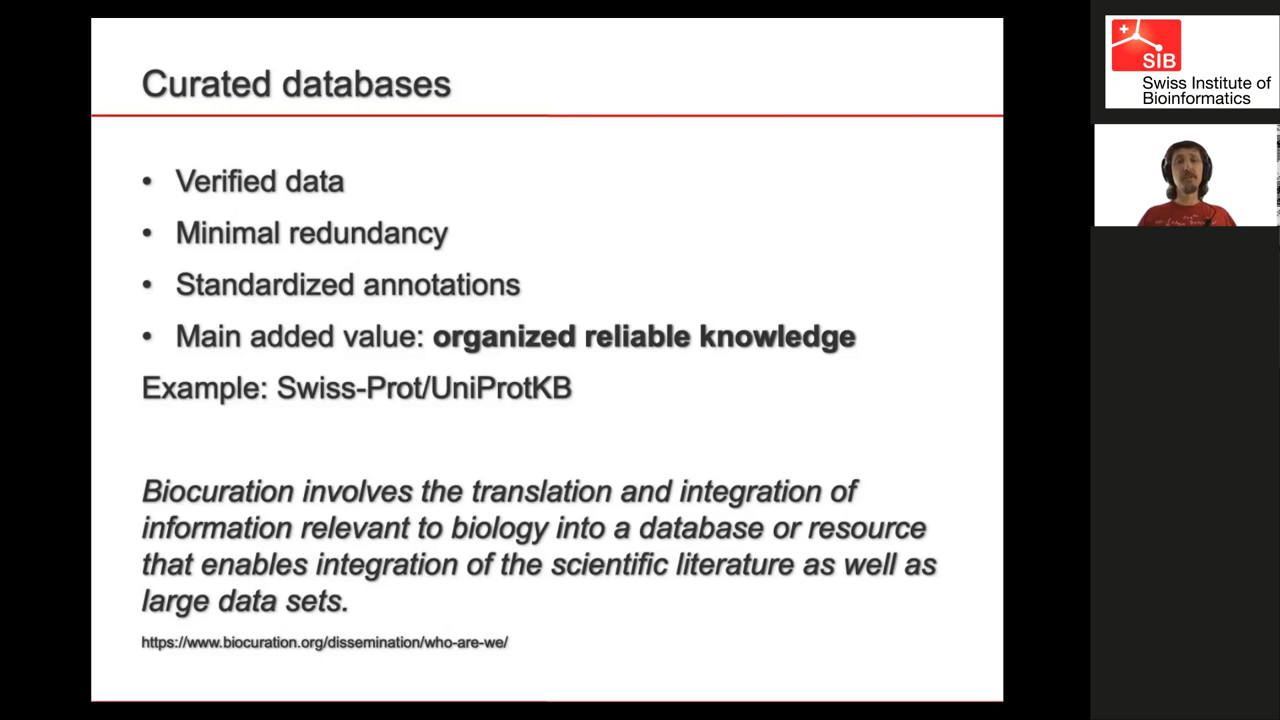 Curated databases
• Verified data
• Minimal redundancy
• Standardized annotations
• Main added value: organized reliable knowledge
Example: Swiss-Prot/UniProtKB
Biocuration involves the translation and integration of
information relevant to biology into a database or resource
that enables integration of the scientific literature as well as
large data sets.
https://www.biocuration.org/dissemination/who-are-we/
SIB
Swiss Institute of
Bioinformatics